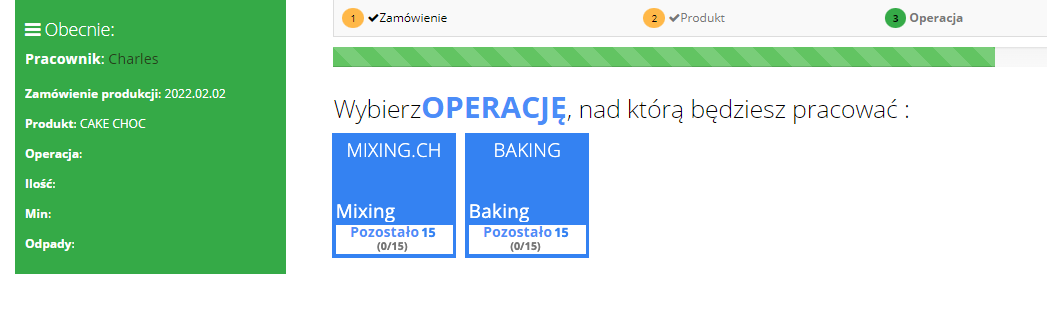 Obecnie:
Pracownik: Charles
Zamówienie produkcji: 2022.02.02
Produkt: CAKE CHOC
Operacja:
Ilość:
Min:
Odpady:
1 Zamówienie
2 Produkt
3 Operacja
WybierzOPERACJĘ, nad którą będziesz pracować :
MIXING.CH
Mixing
Pozostało 15
(0/15)
BAKING
Baking
Pozostało 15
(0/15)